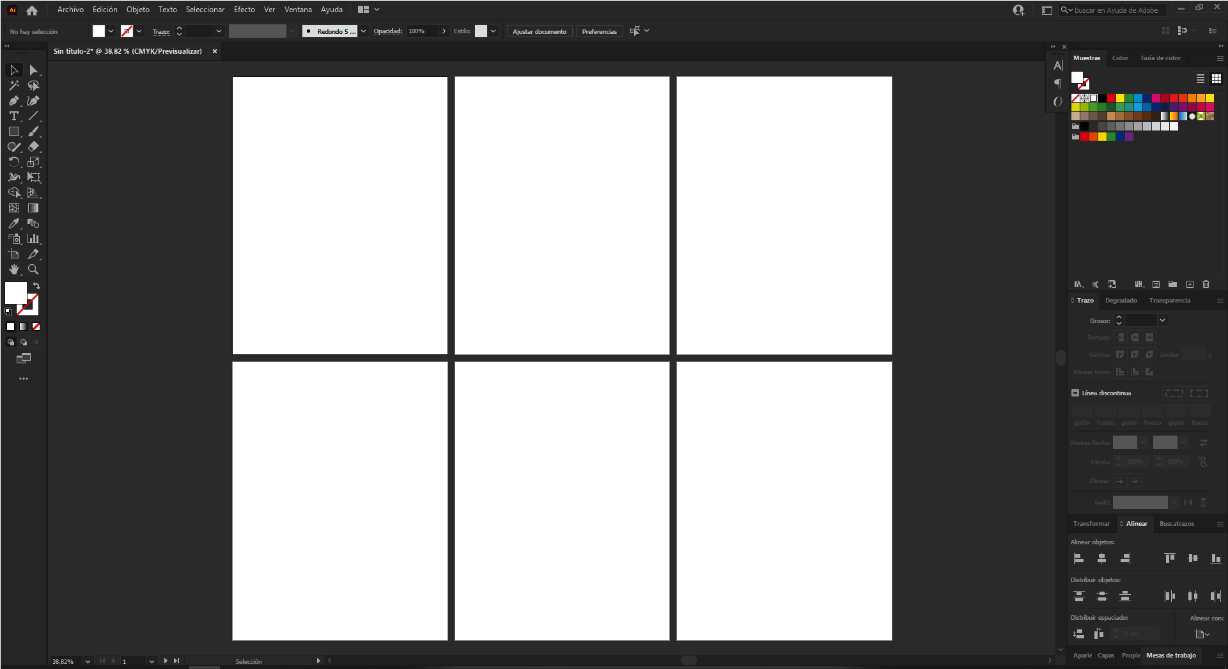 Ai Archivo Edición Objeto Texto Seleccionar Efecto Ver Ventana Ayuda Buscar en Ayuda de Adobe
No hay selección Trazo: Redondo 5 ... Opacidad: 100% Estilo: Ajustar documento Preferencias
Sin título-2* @ 38.82 % (CMYK/Previsualizar) ×
Muestras Color Guía de color
Trazo Degradado Transparencia
Grosor:
Remate:
Vértice: Límite: x
Alinear trazo:
Línea discontinua
guión hueco guión hueco guión hueco
Puntas flecha:
Escala: 100% 100%
Alinear:
Perfil:
Transformar Alinear Buscatrazos
Alinear objetos:
Distribuir objetos:
Distribuir espaciado: Alinear con:
0 px
Aparie Capas Propie Mesas de trabajo
38.82% 1 Selección